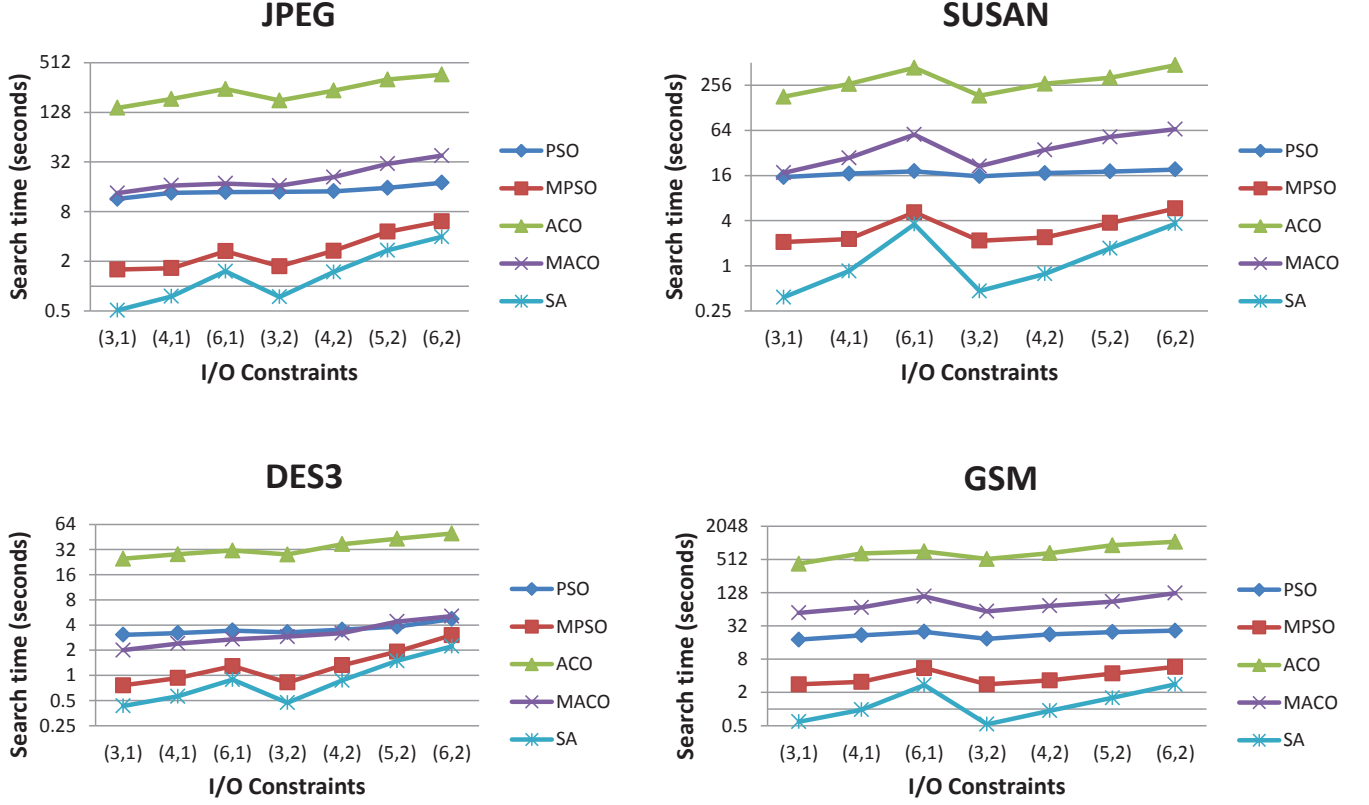 JPEG
Search time (seconds)
512
128
32
8
2
0.5
(3,1) (4,1) (6,1) (3,2) (4,2) (5,2) (6,2)
I/O Constraints
PSO
MPSO
ACO
MACO
SA
SUSAN
Search time (seconds)
256
64
16
4
1
0.25
(3,1) (4,1) (6,1) (3,2) (4,2) (5,2) (6,2)
I/O Constraints
PSO
MPSO
ACO
MACO
SA
DES3
Search time (seconds)
64
32
16
8
4
2
1
0.5
0.25
(3,1) (4,1) (6,1) (3,2) (4,2) (5,2) (6,2)
I/O Constraints
PSO
MPSO
ACO
MACO
SA
GSM
Search time (seconds)
2048
512
128
32
8
2
0.5
(3,1) (4,1) (6,1) (3,2) (4,2) (5,2) (6,2)
I/O Constraints
PSO
MPSO
ACO
MACO
SA